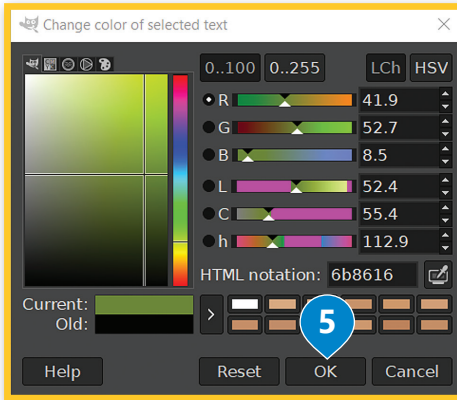 Change color of selected text
0..100 0..255 LCh HSV
R 41.9
G 52.7
B 8.5
L 52.4
C 55.4
h 112.9
HTML notation: 6b8616
Current:
Old:
>
5
Help Reset OK Cancel